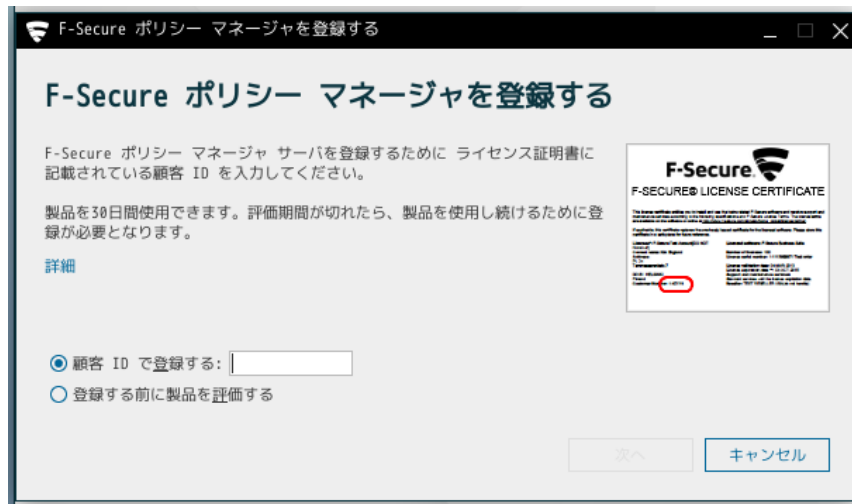 F-Secure ポリシー マネージャを登録する
F-Secure ポリシー マネージャを登録する
F-Secure ポリシー マネージャ サーバを登録するために ライセンス証明書に
記載されている顧客 ID を入力してください。
製品を30日間使用できます。評価期間が切れたら、製品を使用し続けるために登
録が必要となります。
詳細
F-Secure.
F-SECURE® LICENSE CERTIFICATE
顧客 ID で登録する:
登録する前に製品を評価する
次へ
キャンセル